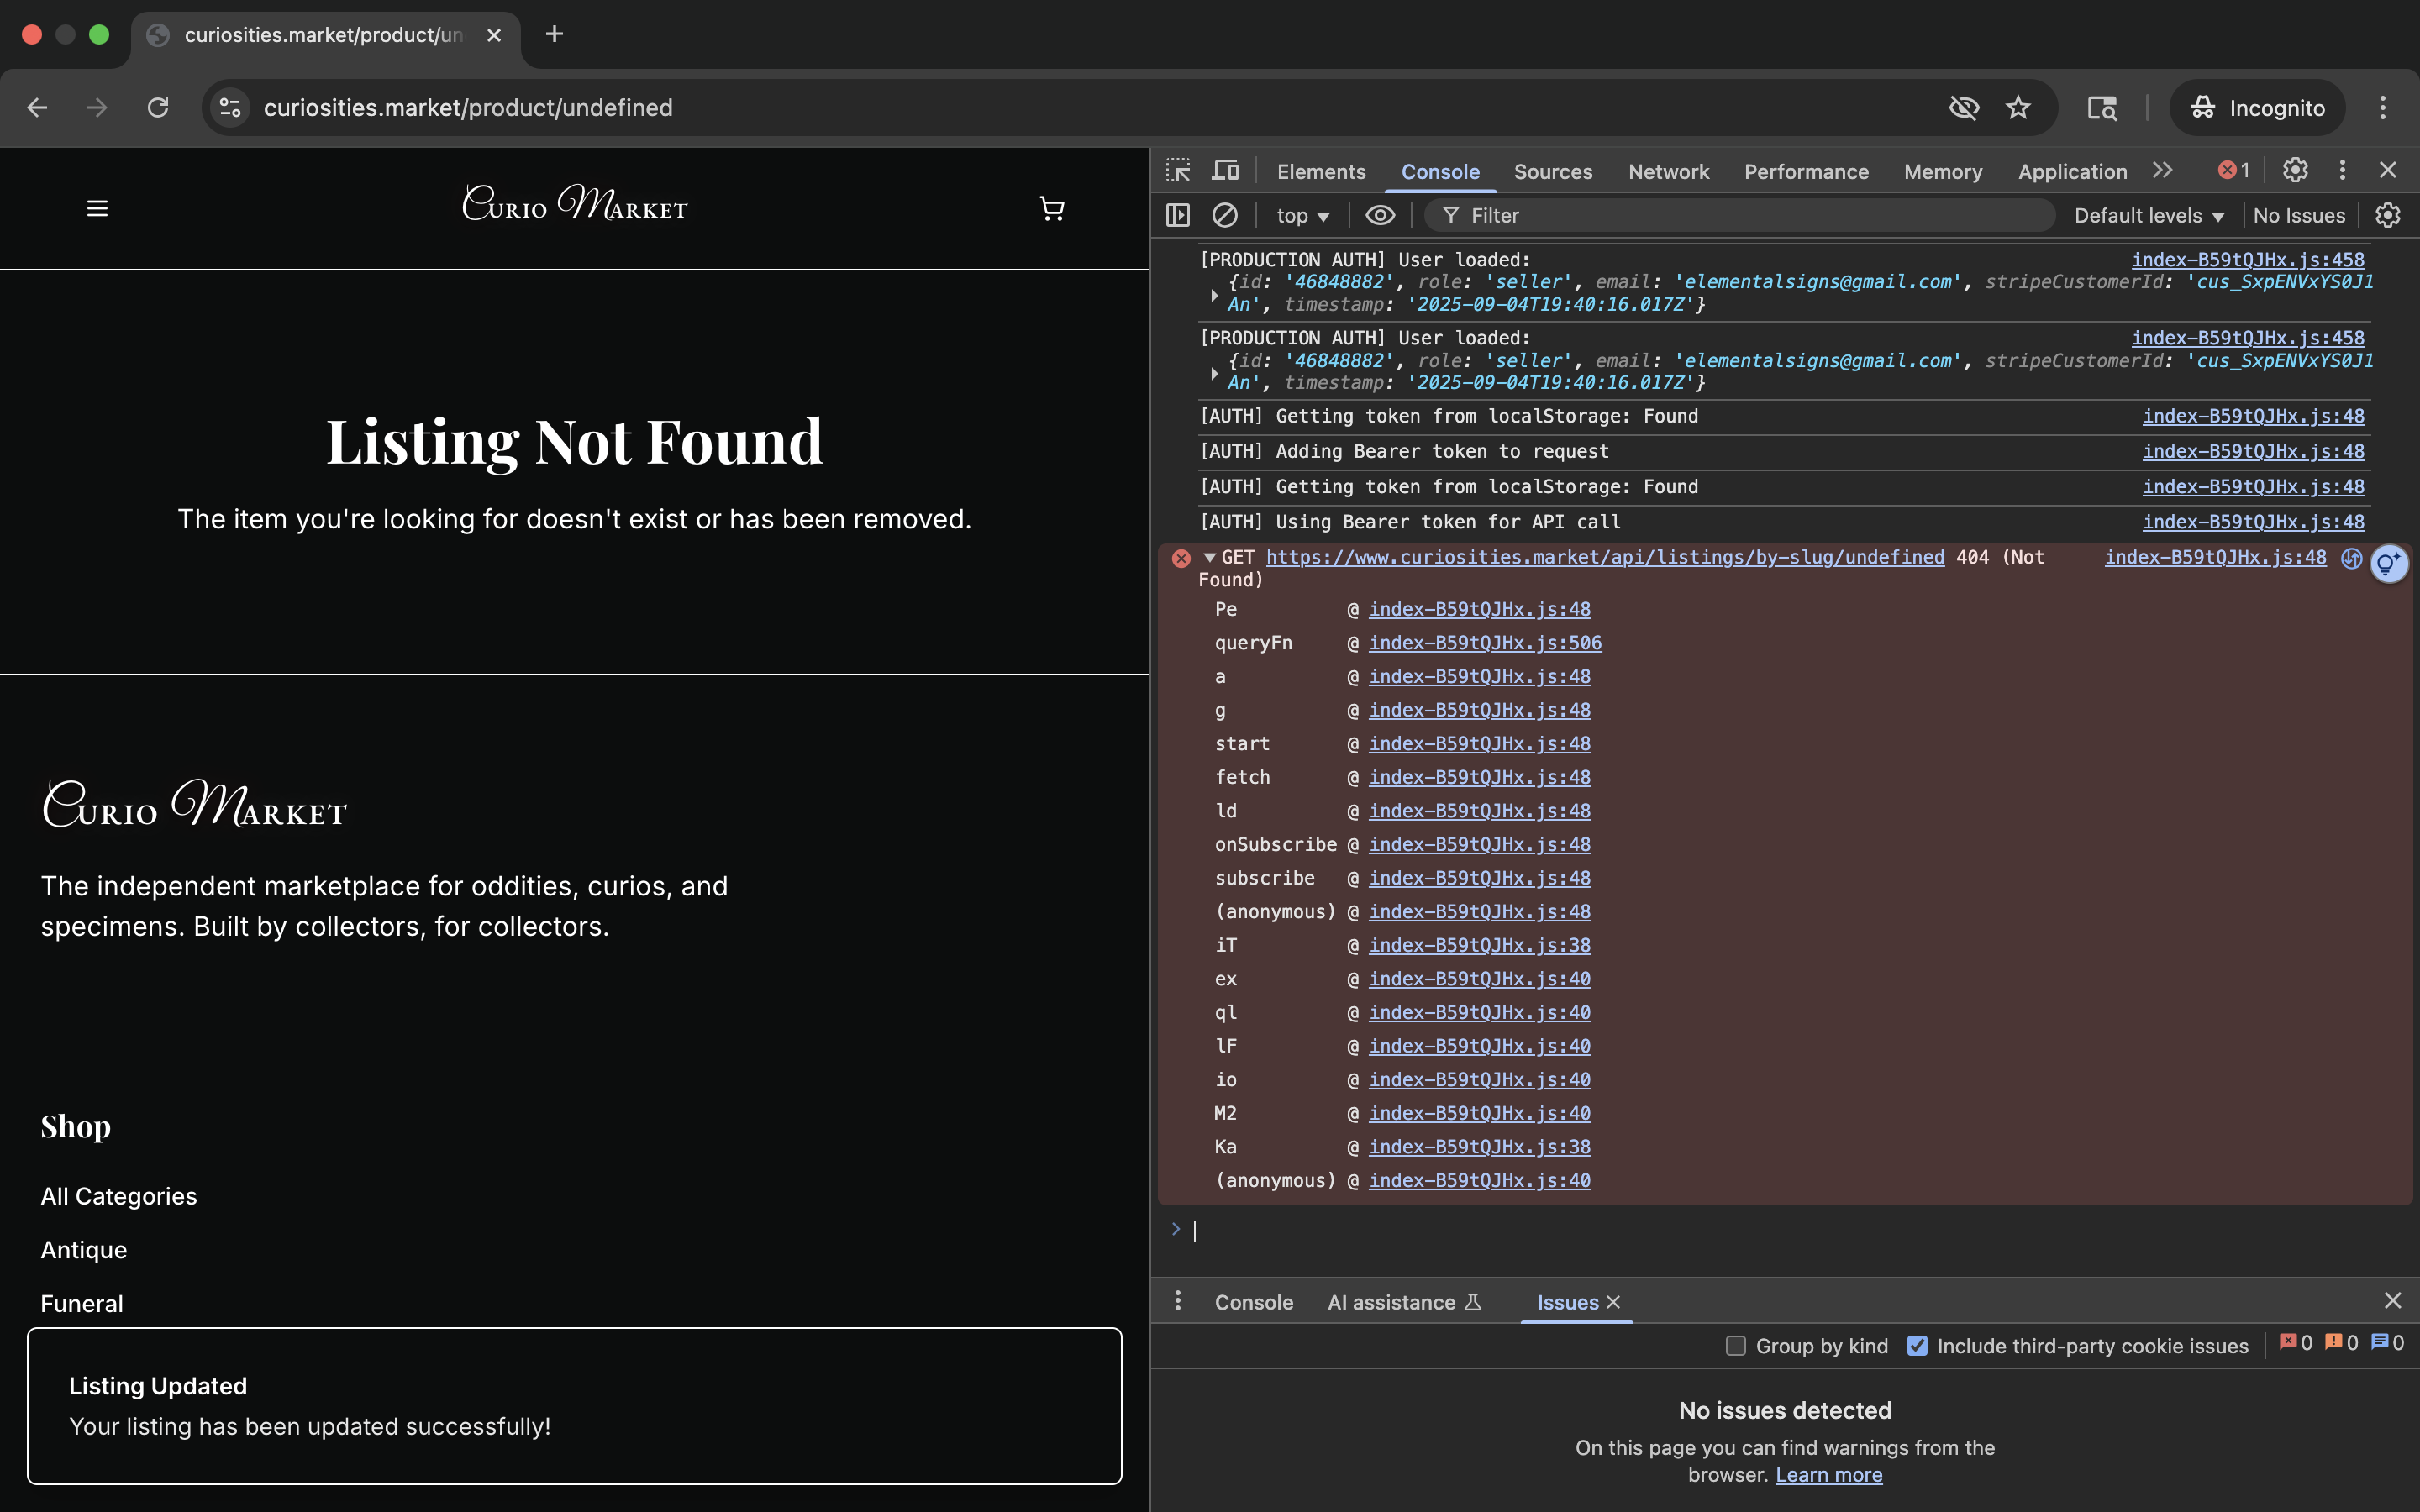 curiosities.market/product/un
curiosities.market/product/undefined
Incognito
CURIO MARKET
Listing Not Found
The item you're looking for doesn't exist or has been removed.
CURIO MARKET
The independent marketplace for oddities, curios, and
specimens. Built by collectors, for collectors.
Shop
All Categories
Antique
Funeral
Listing Updated
Your listing has been updated successfully!
Elements Console Sources Network Performance Memory Application 1
top Filter Default levels No Issues
[PRODUCTION AUTH] User loaded: index-B59tQJHx.js:458
{id: '46848882', role: 'seller', email: 'elementalsigns@gmail.com', stripeCustomerId: 'cus_SxpENVxYS0J1
An', timestamp: '2025-09-04T19:40:16.017Z'}
[PRODUCTION AUTH] User loaded: index-B59tQJHx.js:458
{id: '46848882', role: 'seller', email: 'elementalsigns@gmail.com', stripeCustomerId: 'cus_SxpENVxYS0J1
An', timestamp: '2025-09-04T19:40:16.017Z'}
[AUTH] Getting token from localStorage: Found index-B59tQJHx.js:48
[AUTH] Adding Bearer token to request index-B59tQJHx.js:48
[AUTH] Getting token from localStorage: Found index-B59tQJHx.js:48
[AUTH] Using Bearer token for API call index-B59tQJHx.js:48
GET https://www.curiosities.market/api/listings/by-slug/undefined 404 (Not index-B59tQJHx.js:48
Found)
Pe @ index-B59tQJHx.js:48
queryFn @ index-B59tQJHx.js:506
a @ index-B59tQJHx.js:48
g @ index-B59tQJHx.js:48
start @ index-B59tQJHx.js:48
fetch @ index-B59tQJHx.js:48
ld @ index-B59tQJHx.js:48
onSubscribe @ index-B59tQJHx.js:48
subscribe @ index-B59tQJHx.js:48
(anonymous) @ index-B59tQJHx.js:48
iT @ index-B59tQJHx.js:38
ex @ index-B59tQJHx.js:40
ql @ index-B59tQJHx.js:40
lF @ index-B59tQJHx.js:40
io @ index-B59tQJHx.js:40
M2 @ index-B59tQJHx.js:40
Ka @ index-B59tQJHx.js:38
(anonymous) @ index-B59tQJHx.js:40
Console AI assistance Issues
Group by kind Include third-party cookie issues 0 0 0
No issues detected
On this page you can find warnings from the
browser. Learn more